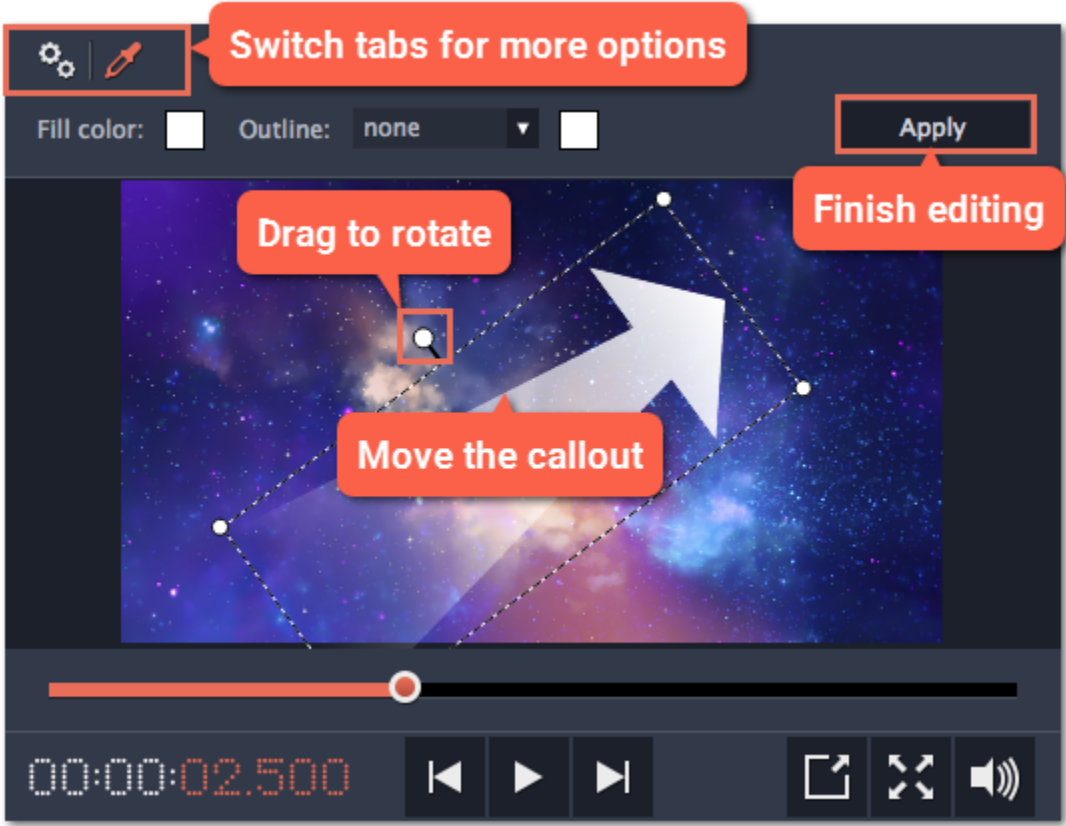 Switch tabs for more options
Fill color:
Outline:
none
Apply
Finish editing
Drag to rotate
Move the callout
00:00:02.500